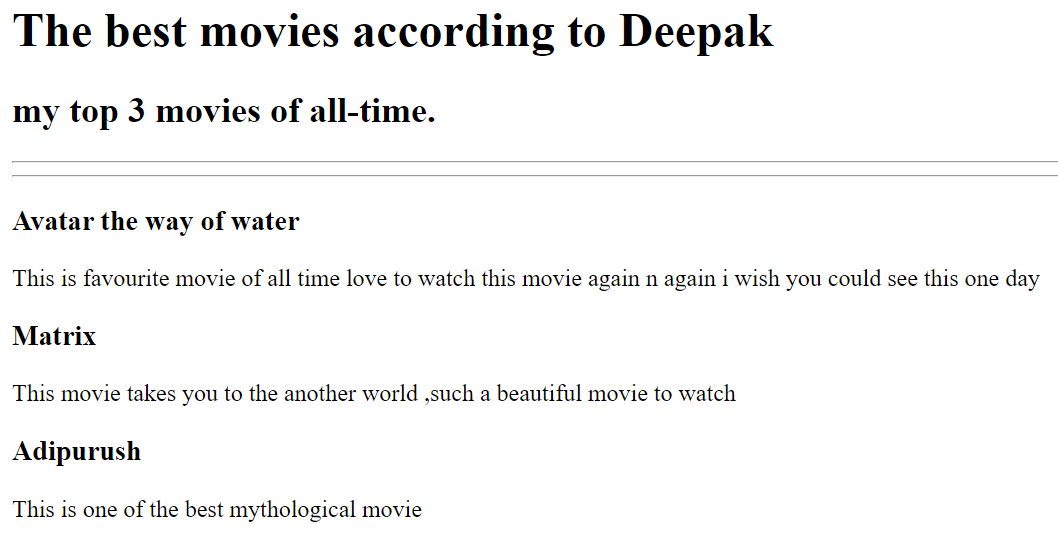 The best movies according to Deepak
my top 3 movies of all-time.
Avatar the way of water
This is favourite movie of all time love to watch this movie again n again i wish you could see this one day
Matrix
This movie takes you to the another world ,such a beautiful movie to watch
Adipurush
This is one of the best mythological movie